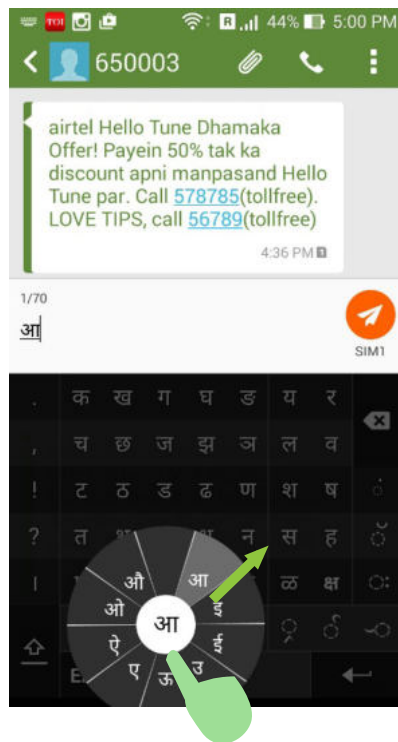 TOI R 44% 5:00 PM
650003
airtel Hello Tune Dhamaka
Offer! Payein 50% tak ka
discount apni manpasand Hello
Tune par. Call 578785(tollfree).
LOVE TIPS, call 56789(tollfree)
4:36 PM 1
1/70
आ
SIM1
. क ख ग घ ङ य र
, च छ ज झ ञ ल व
! ट ठ ड ढ ण श ष
? त न स ह
। ळ क्ष
औ आ
ओ आ इ
ऐ ई
ए ऊ उ